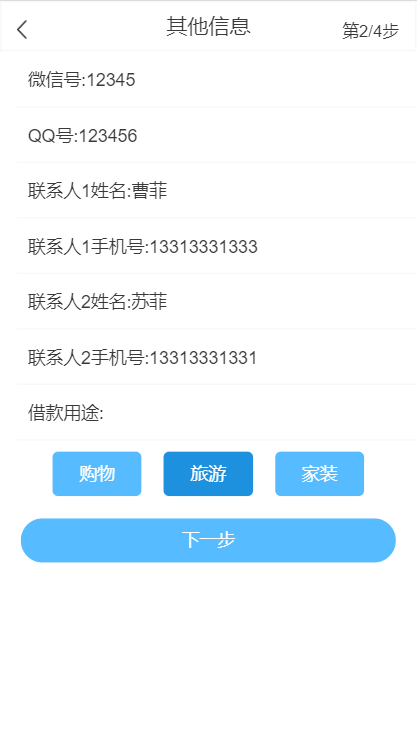 其他信息
第2/4步
微信号:12345
QQ号:123456
联系人1姓名:曹菲
联系人1手机号:13313331333
联系人2姓名:苏菲
联系人2手机号:13313331331
借款用途:
购物 旅游 家装
下一步